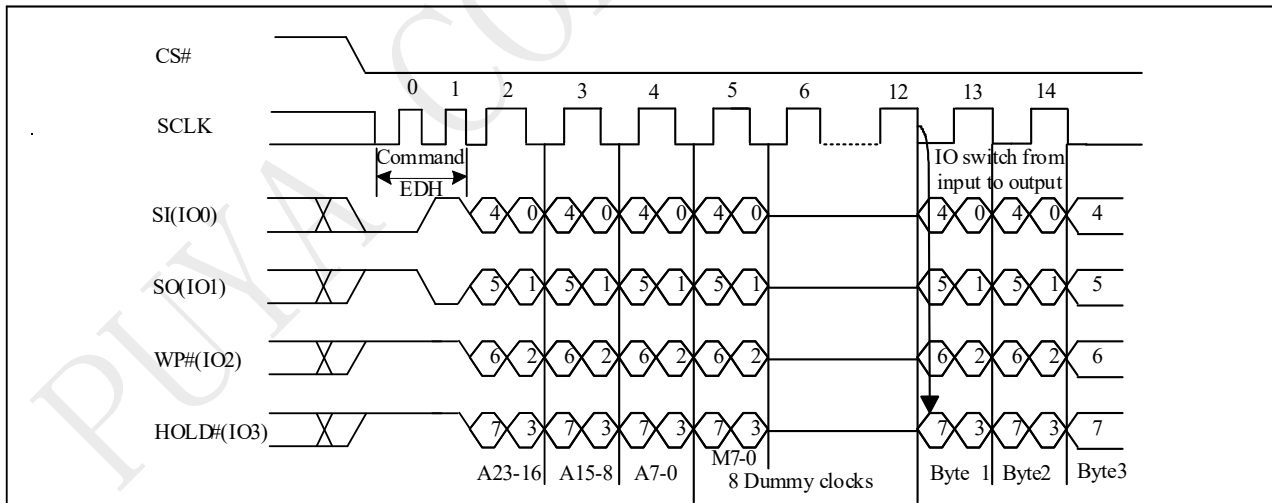 PUYA CO
CS#
0 1 2 3 4 5 6 12 13 14
SCLK
Command
EDH
IO switch from
input to output
SI(IO0)
4 0 4 0 4 0 4 0 4 0 4 0 4
SO(IO1)
5 1 5 1 5 1 5 1 5 1 5 1 5
WP#(IO2)
6 2 6 2 6 2 6 2 6 2 6 2 6
HOLD#(IO3)
7 3 7 3 7 3 7 3 7 3 7 3 7
A23-16 A15-8 A7-0 M7-0
8 Dummy clocks
Byte 1 Byte2 Byte3